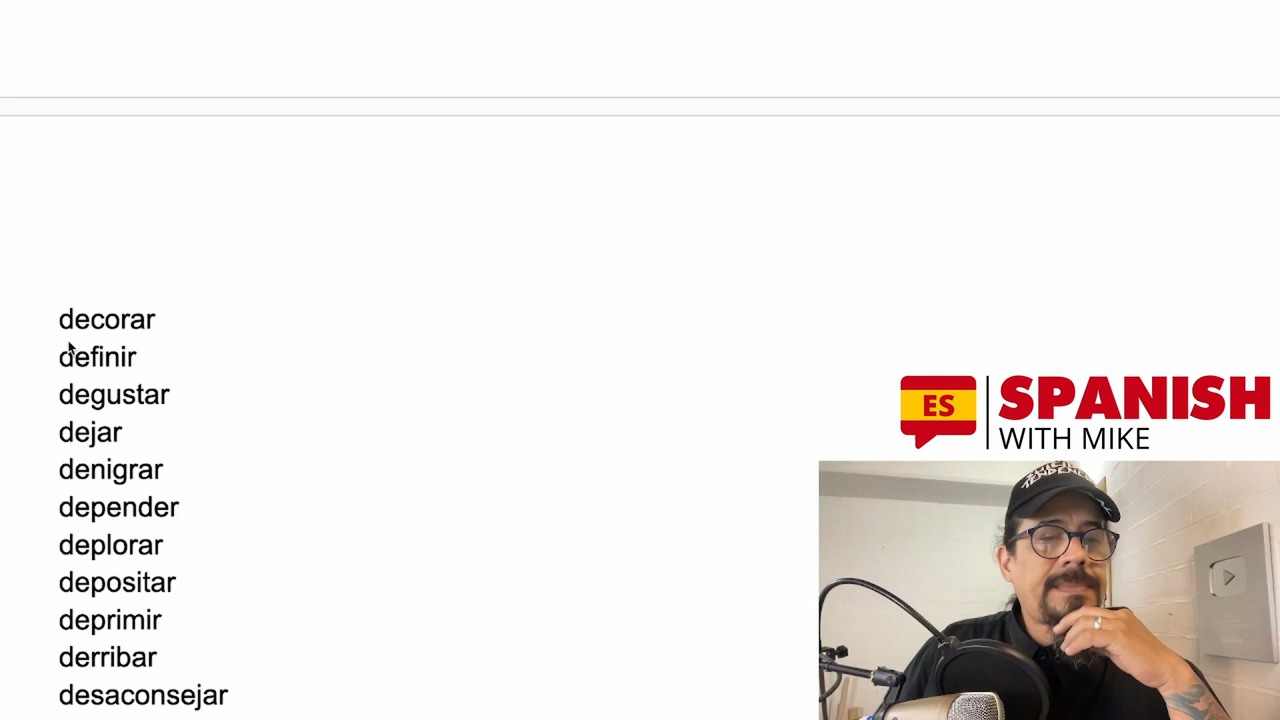 decorar
definir
degustar
dejar
denigrar
depender
deplorar
depositar
deprimir
derribar
desaconsejar
ES
SPANISH
WITH MIKE